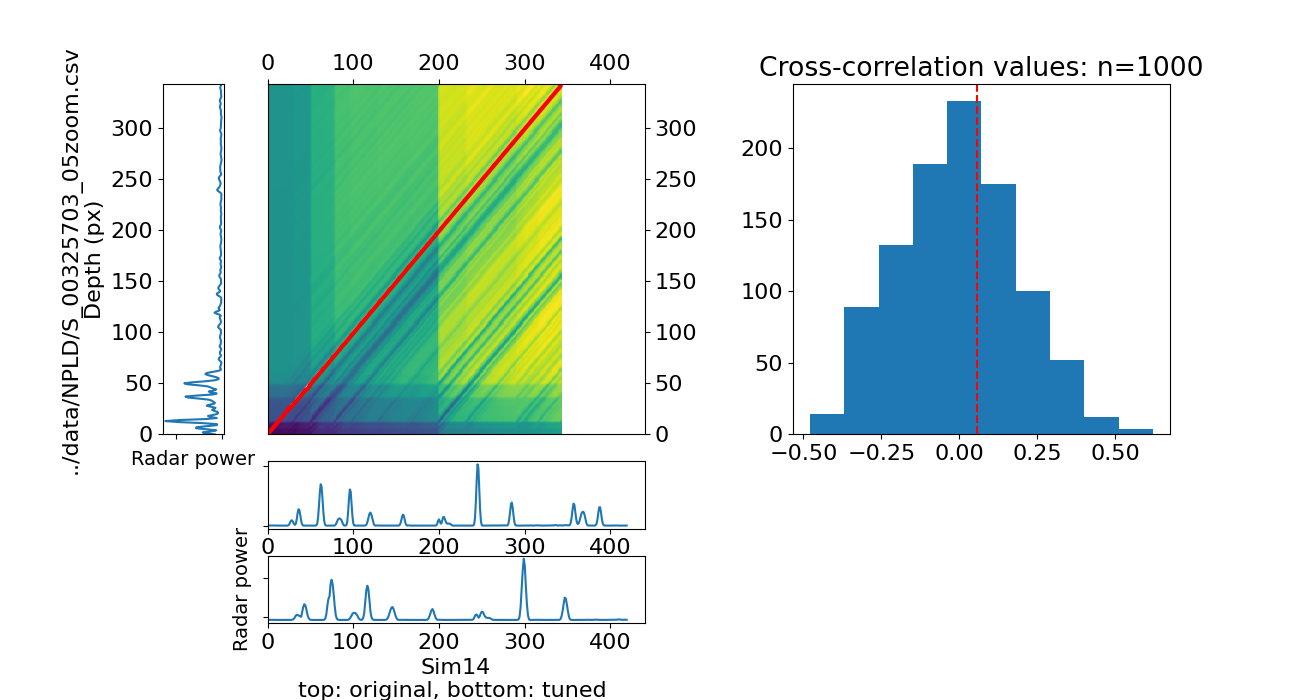 Cross-correlation values: n=1000
0 100 200 300 400
../data/NPLD/S_00325703_05zoom.csv
Depth (px)
300
250
200
150
100
50
0
300
250
200
150
100
50
0
200
150
100
50
0
−0.50 −0.25 0.00 0.25 0.50
Radar power
0 100 200 300 400
Radar power
0 100 200 300 400
Sim14
top: original, bottom: tuned